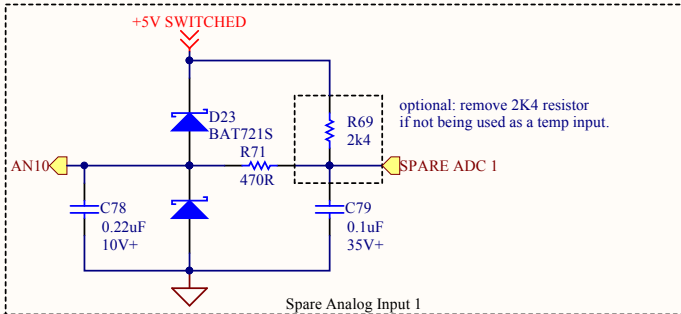 +5V SWITCHED
D23
BAT721S
R69
2k4
optional: remove 2K4 resistor
if not being used as a temp input.
AN10
R71
470R
SPARE ADC 1
C78
0.22uF
10V+
C79
0.1uF
35V+
Spare Analog Input 1